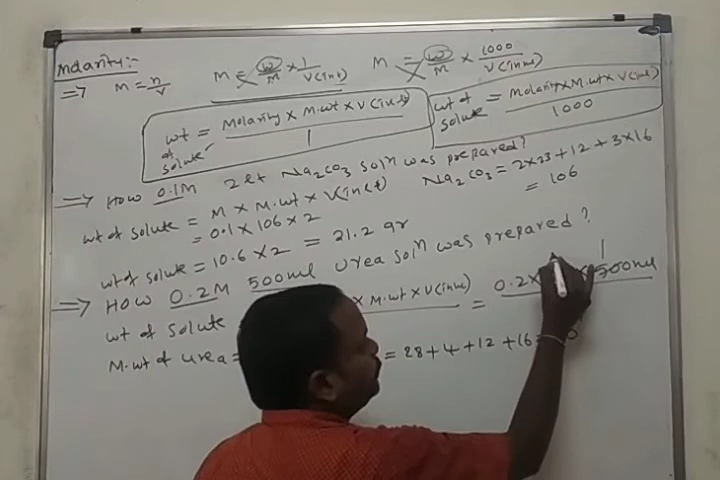 Molarity:-
=> M = n/V M = w/M × 1/V(in lt) M = w/M × 1000/V(in ml)
wt of solute = Molarity × M.wt × V(in lt)/1
wt of solute = Molarity × M.wt × V(in ml)/1000
=> How 0.1M 2 lt Na2CO3 soln was prepared?
wt of solute = M × M.wt × V(in lt) Na2CO3 = 2×23+12+3×16
= 0.1 × 106 × 2 = 106
wt of solute = 10.6 × 2 = 21.2 gr
=> How 0.2M 500ml Urea soln was prepared?
wt of solute × M.wt × V(in ml) = 0.2× × 500ml 1
M.wt of urea = = 28+4+12+16= 0